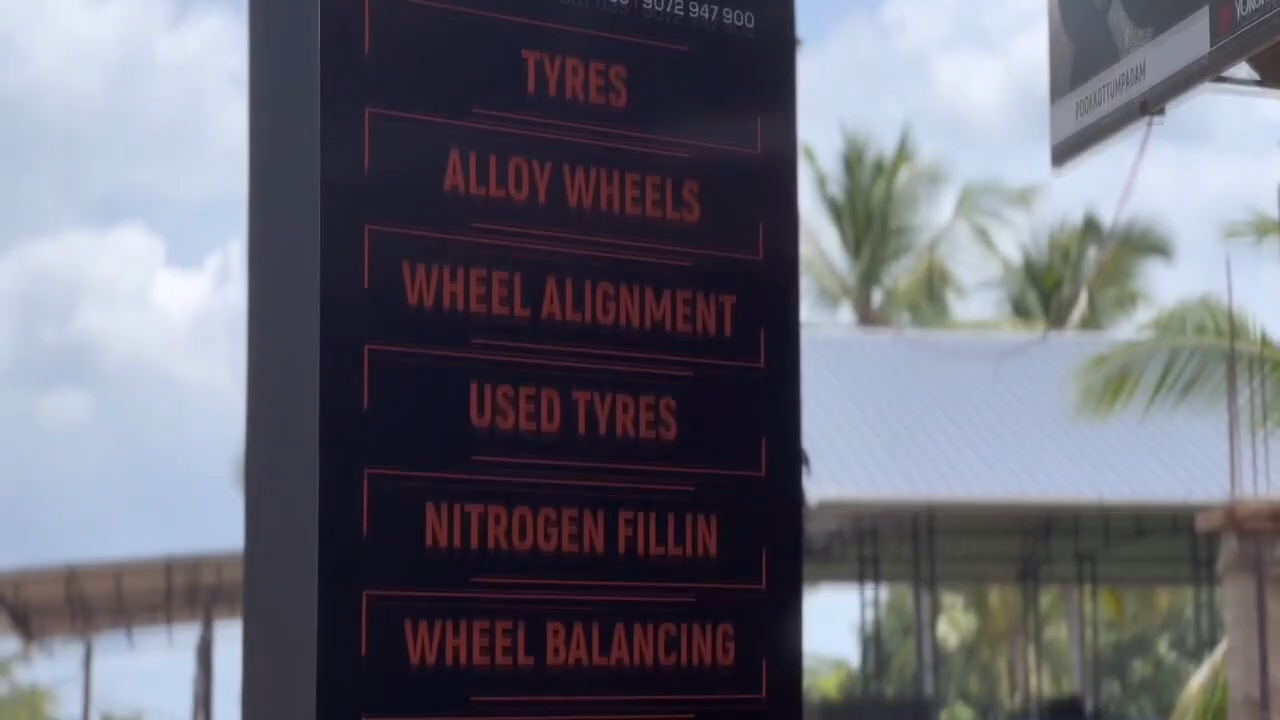 9072 947 900
TYRES
ALLOY WHEELS
WHEEL ALIGNMENT
USED TYRES
NITROGEN FILLIN
WHEEL BALANCING
POOKKOTTUMPADAM